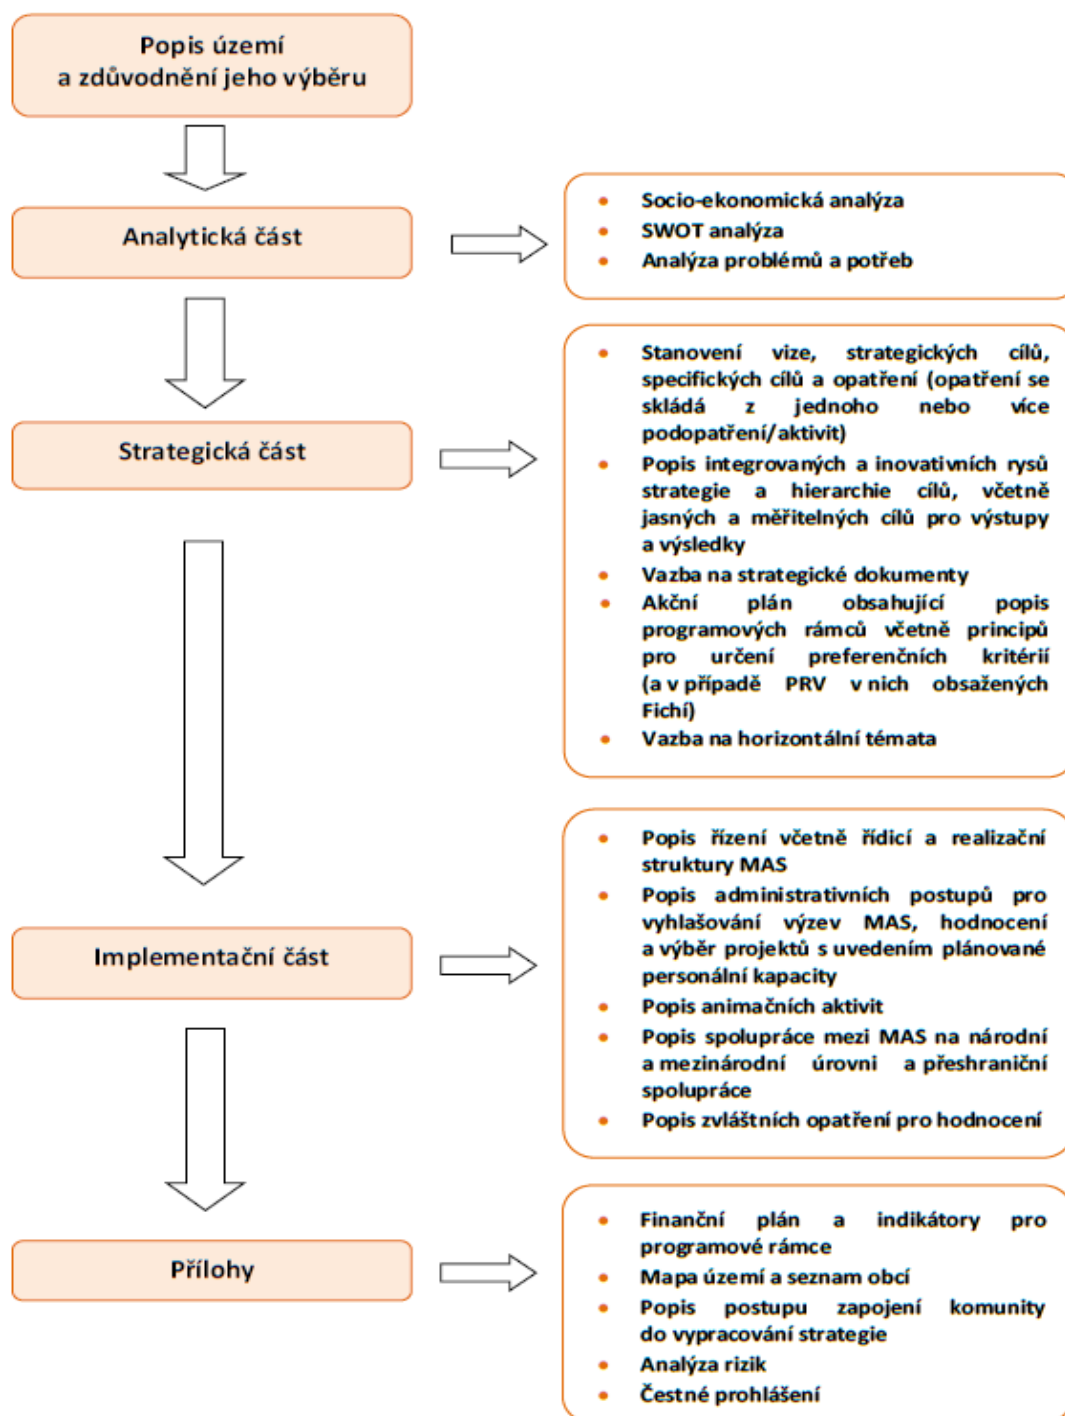 Popis území
a zdůvodnění jeho výběru
Analytická část
• Socio-ekonomická analýza
• SWOT analýza
• Analýza problémů a potřeb
Strategická část
• Stanovení vize, strategických cílů,
specifických cílů a opatření (opatření se
skládá z jednoho nebo více
podopatření/aktivit)
• Popis integrovaných a inovativních rysů
strategie a hierarchie cílů, včetně
jasných a měřitelných cílů pro výstupy
a výsledky
• Vazba na strategické dokumenty
• Akční plán obsahující popis
programových rámců včetně principů
pro určení preferenčních kritérií
(a v případě PRV v nich obsažených
Fichí)
• Vazba na horizontální témata
Implementační část
• Popis řízení včetně řídicí a realizační
struktury MAS
• Popis administrativních postupů pro
vyhlašování výzev MAS, hodnocení
a výběr projektů s uvedením plánované
personální kapacity
• Popis animačních aktivit
• Popis spolupráce mezi MAS na národní
a mezinárodní úrovni a přeshraniční
spolupráce
• Popis zvláštních opatření pro hodnocení
Přílohy
• Finanční plán a indikátory pro
programové rámce
• Mapa území a seznam obcí
• Popis postupu zapojení komunity
do vypracování strategie
• Analýza rizik
• Čestné prohlášení